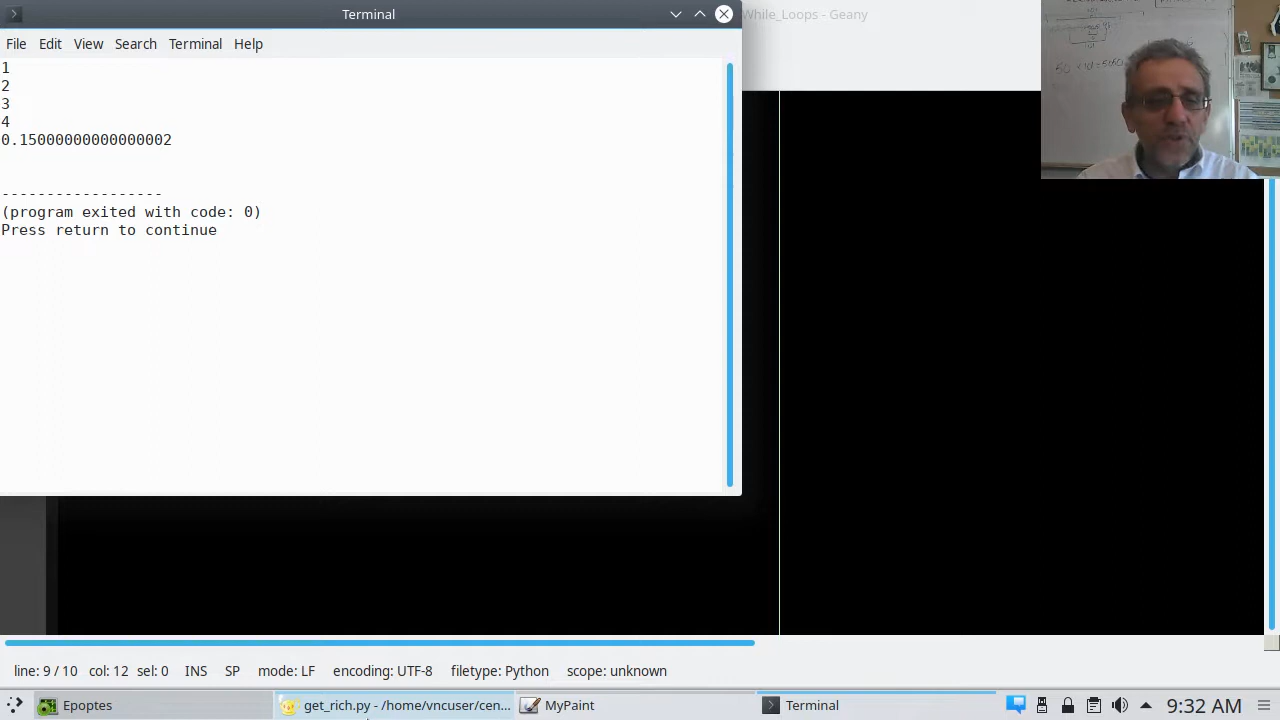 Terminal
While_Loops - Geany
File Edit View Search Terminal Help
1
2
3
4
0.15000000000000002
------------------
(program exited with code: 0)
Press return to continue
line: 9 / 10 col: 12 sel: 0 INS SP mode: LF encoding: UTF-8 filetype: Python scope: unknown
Epoptes
get_rich.py - /home/vncuser/cen...
MyPaint
Terminal
9:32 AM